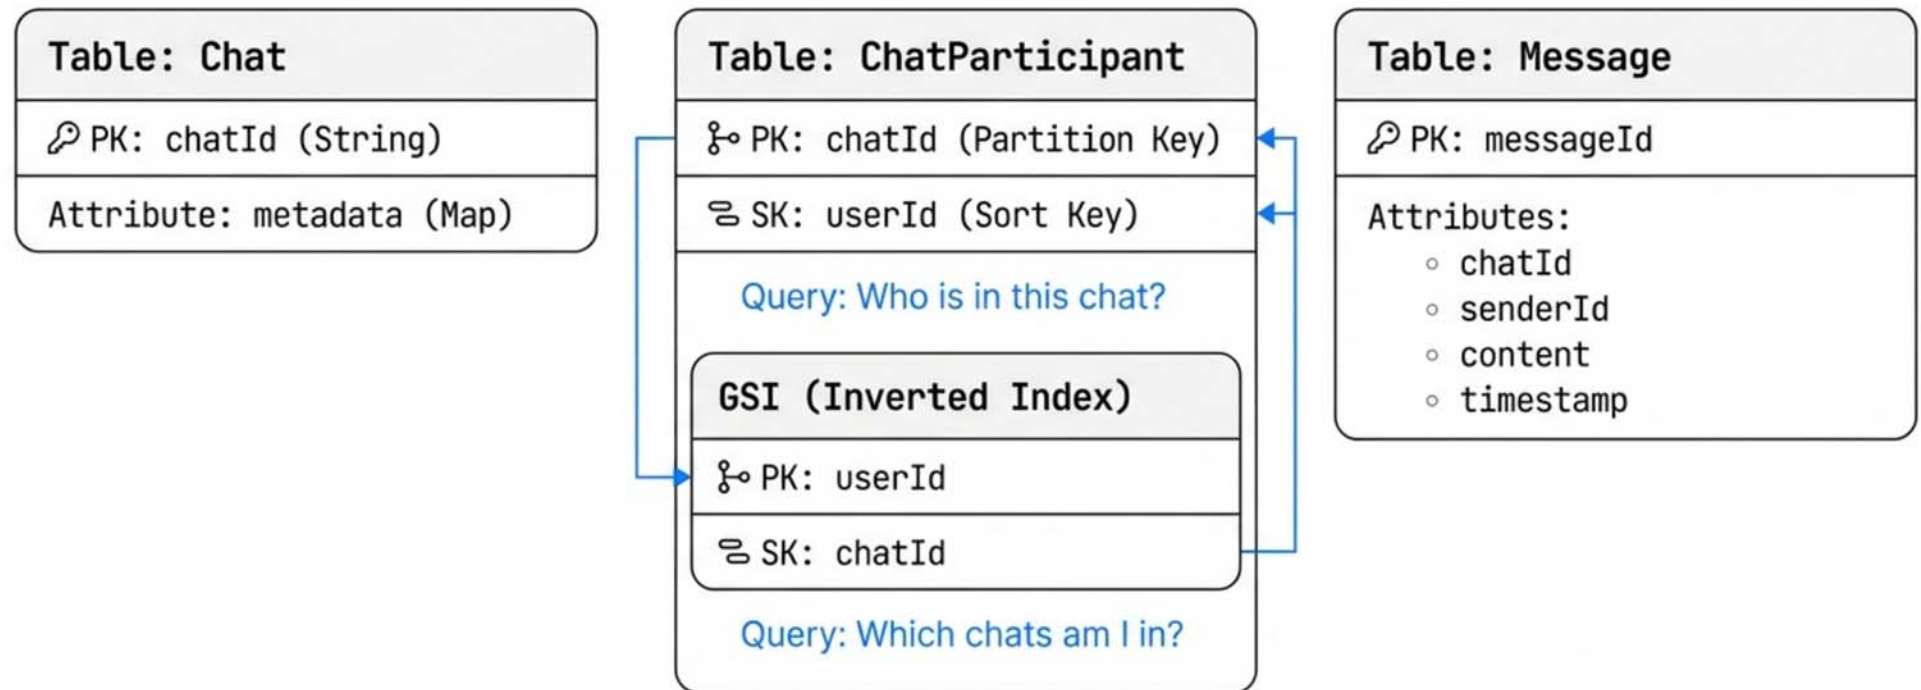 Table: Chat
PK: chatId (String)
Attribute: metadata (Map)
Table: ChatParticipant
PK: chatId (Partition Key)
SK: userId (Sort Key)
Query: Who is in this chat?
GSI (Inverted Index)
PK: userId
SK: chatId
Query: Which chats am I in?
Table: Message
PK: messageId
Attributes:
chatId
senderId
content
timestamp